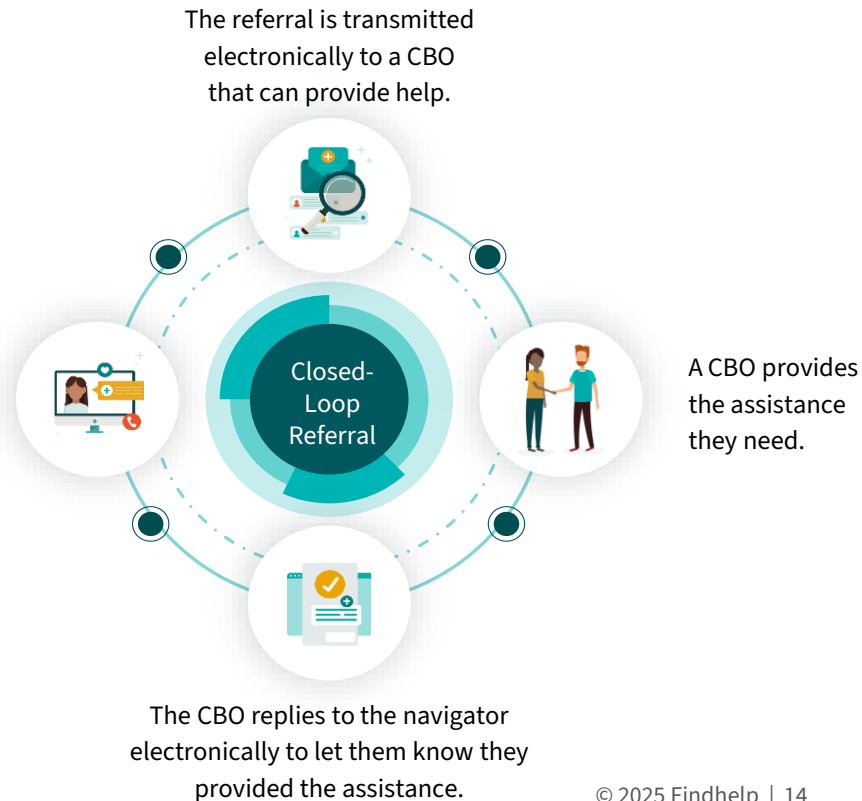 The referral is transmitted
electronically to a CBO
that can provide help.
Closed-
Loop
Referral
A CBO provides
the assistance
they need.
The CBO replies to the navigator
electronically to let them know they
provided the assistance.
© 2025 Findhelp | 14